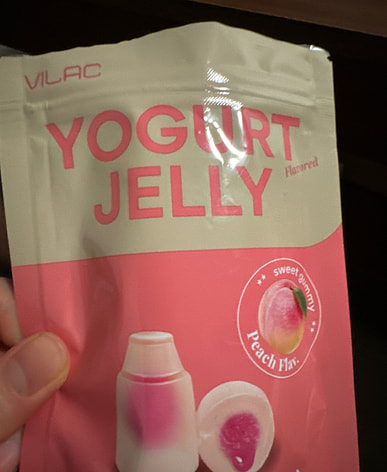 VILAC
YOGURT
Flavored
JELLY
** sweet gummy **
Peach Flav.